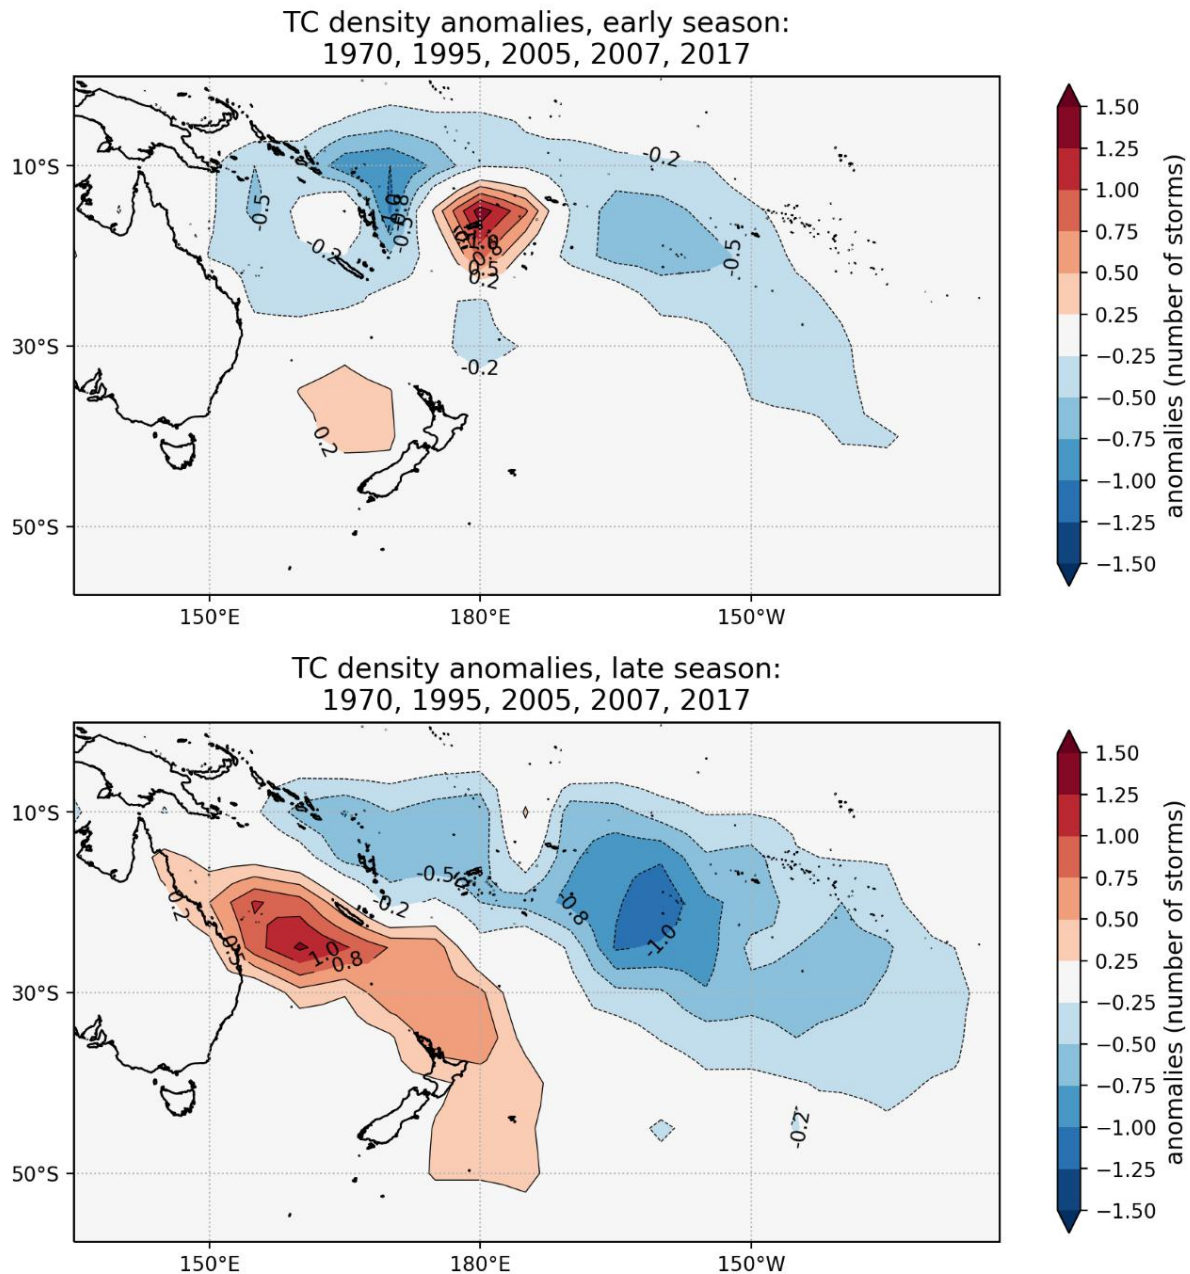 TC density anomalies, early season:
1970, 1995, 2005, 2007, 2017
10°S
30°S
50°S
150°E
180°E
150°W
-0.2
-0.5
-0.5
-0.2
-0.5
-0.2
0.5
0.2
0.2
1.50
1.25
1.00
0.75
0.50
0.25
−0.25
−0.50
−0.75
−1.00
−1.25
−1.50
anomalies (number of storms)
TC density anomalies, late season:
1970, 1995, 2005, 2007, 2017
10°S
30°S
50°S
150°E
180°E
150°W
-0.5
-0.2
0.2
0.5
1.0
0.8
-0.8
-1.0
-0.2
1.50
1.25
1.00
0.75
0.50
0.25
−0.25
−0.50
−0.75
−1.00
−1.25
−1.50
anomalies (number of storms)